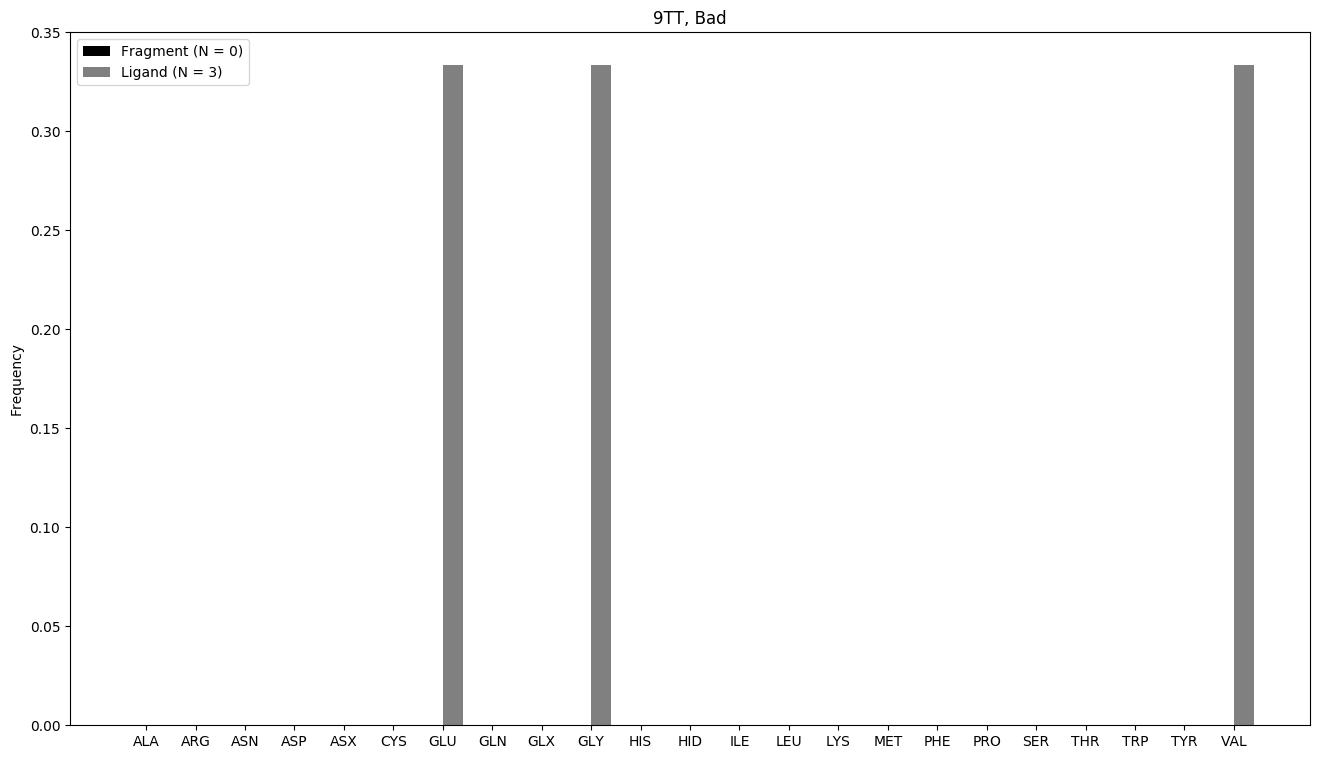 9TT, Bad
Fragment (N = 0)
Ligand (N = 3)
Frequency
0.35
0.30
0.25
0.20
0.15
0.10
0.05
0.00
ALA ARG ASN ASP ASX CYS GLU GLN GLX GLY HIS HID ILE LEU LYS MET PHE PRO SER THR TRP TYR VAL